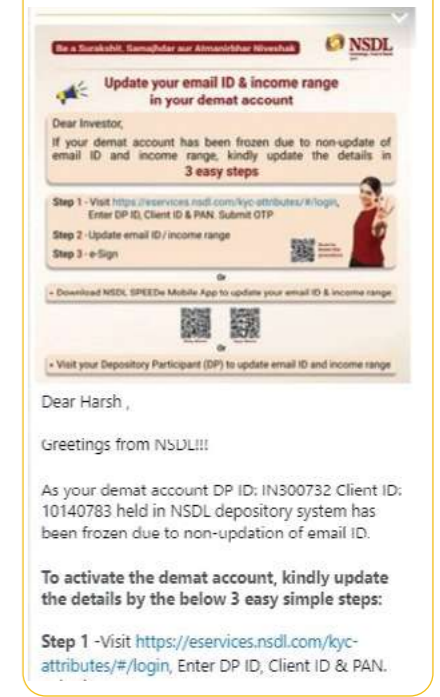 Be a Surakshit, Samajhdar aur Atmanirbhar Niveshak
NSDL
Update your email ID & income range
in your demat account
Dear Investor,
If your demat account has been frozen due to non-update of
email ID and income range, kindly update the details in
3 easy steps
Step 1 - Visit https://eservices.nsdl.com/kyc-attributes/#/login,
Enter DP ID, Client ID & PAN. Submit OTP
Step 2 - Update email ID / income range
Step 3 - e-Sign
Or
• Download NSDL SPEEDe Mobile App to update your email ID & income range
Or
• Visit your Depository Participant (DP) to update email ID and income range
Dear Harsh ,
Greetings from NSDL!!!
As your demat account DP ID: IN300732 Client ID:
10140783 held in NSDL depository system has
been frozen due to non-updation of email ID.
To activate the demat account, kindly update
the details by the below 3 easy simple steps:
Step 1 -Visit https://eservices.nsdl.com/kyc-
attributes/#/login, Enter DP ID, Client ID & PAN.